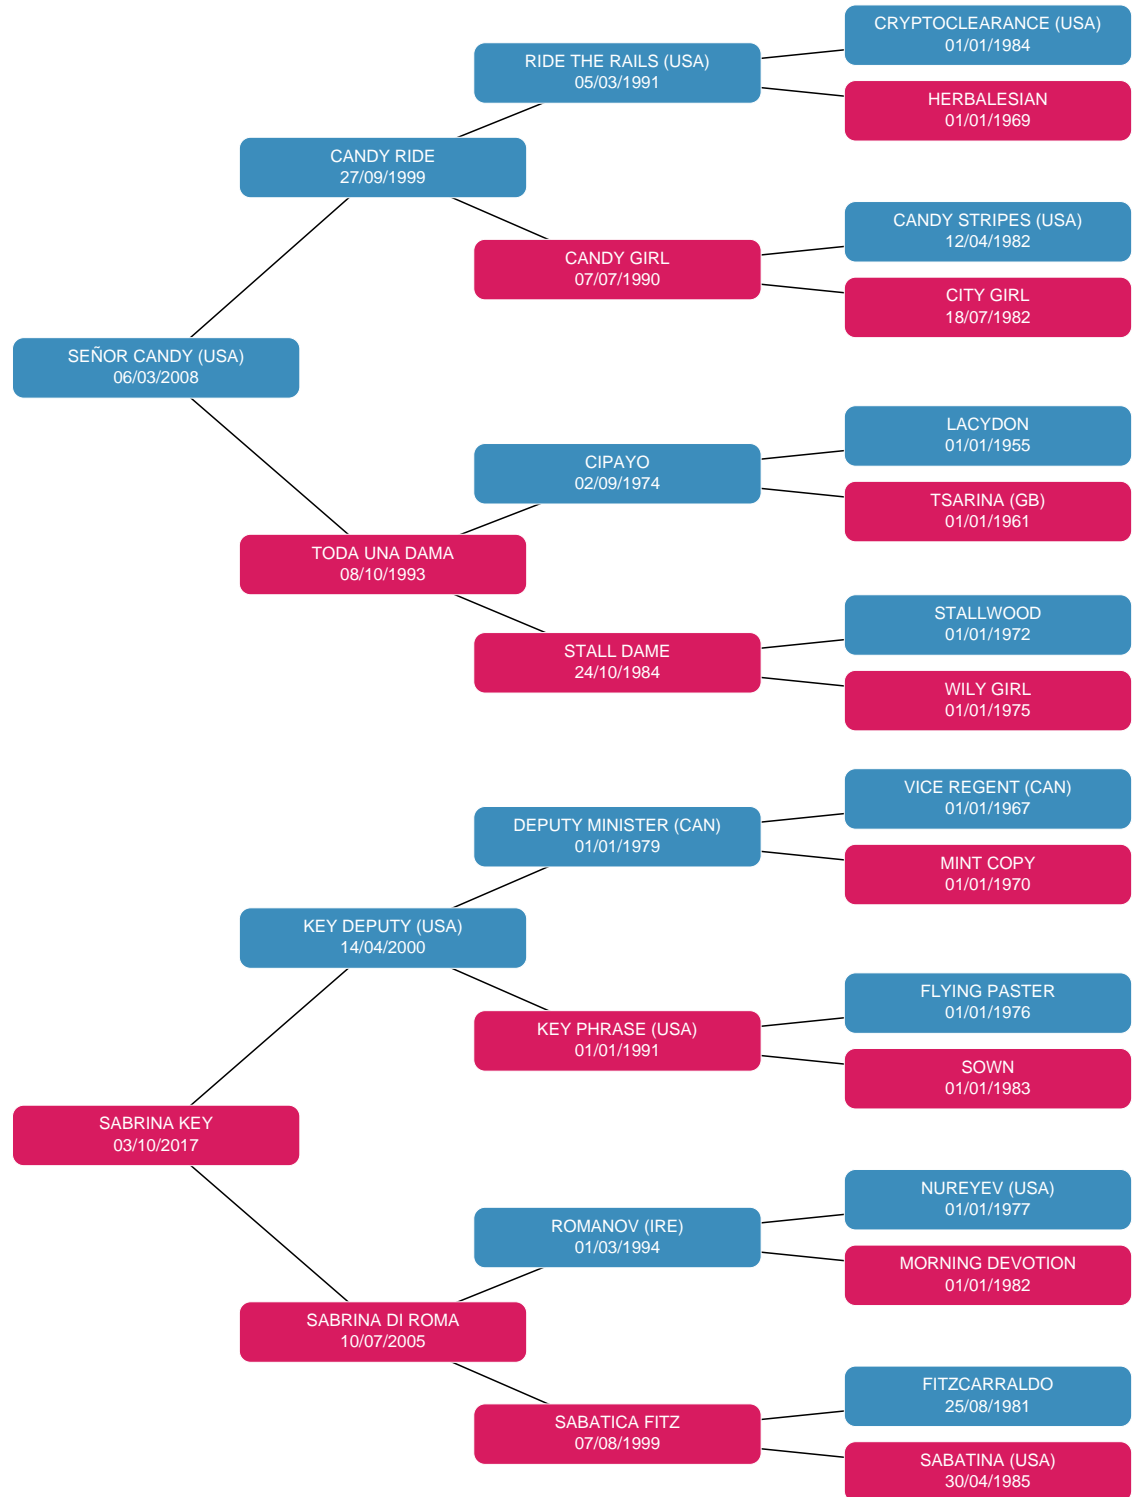 CRYPTOCLEARANCE (USA)
01/01/1984
RIDE THE RAILS (USA)
05/03/1991
HERBALESIAN
01/01/1969
CANDY RIDE
27/09/1999
CANDY STRIPES (USA)
12/04/1982
CANDY GIRL
07/07/1990
CITY GIRL
18/07/1982
SEÑOR CANDY (USA)
06/03/2008
LACYDON
01/01/1955
CIPAYO
02/09/1974
TSARINA (GB)
01/01/1961
TODA UNA DAMA
08/10/1993
STALLWOOD
01/01/1972
STALL DAME
24/10/1984
WILY GIRL
01/01/1975
VICE REGENT (CAN)
01/01/1967
DEPUTY MINISTER (CAN)
01/01/1979
MINT COPY
01/01/1970
KEY DEPUTY (USA)
14/04/2000
FLYING PASTER
01/01/1976
KEY PHRASE (USA)
01/01/1991
SOWN
01/01/1983
SABRINA KEY
03/10/2017
NUREYEV (USA)
01/01/1977
ROMANOV (IRE)
01/03/1994
MORNING DEVOTION
01/01/1982
SABRINA DI ROMA
10/07/2005
FITZCARRALDO
25/08/1981
SABATICA FITZ
07/08/1999
SABATINA (USA)
30/04/1985